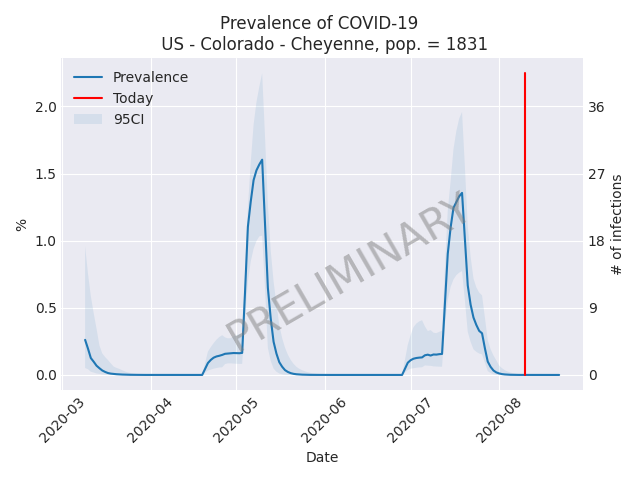 Prevalence of COVID-19
US - Colorado - Cheyenne, pop. = 1831
Prevalence
Today
95CI
2.0
1.5
1.0
0.5
0.0
%
36
27
18
9
0
# of infections
PRELIMINARY
2020-03
2020-04
2020-05
2020-06
2020-07
2020-08
Date